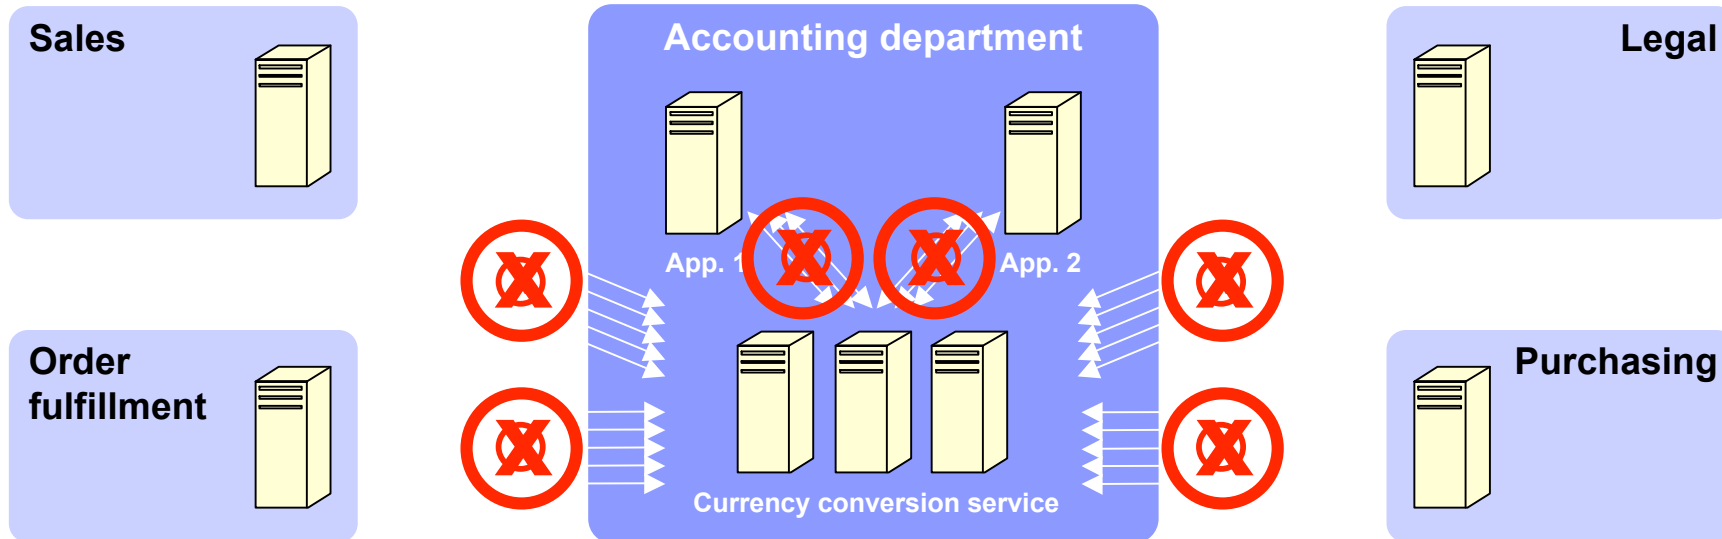 Sales
Accounting department
Legal
App. 1
App. 2
X
X
X
X
Order
fulfillment
Purchasing
X
X
Currency conversion service